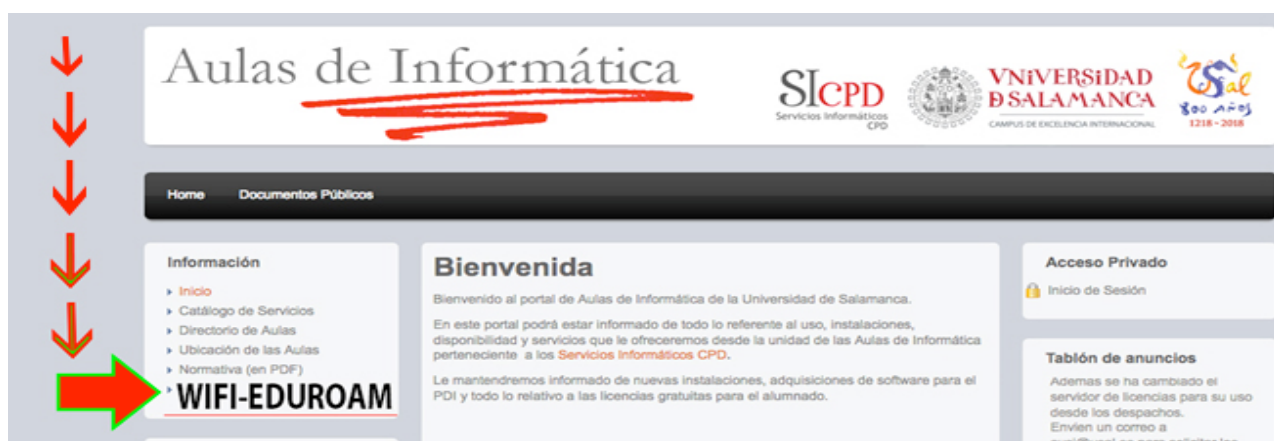 Aulas de Informática
SICPD
Servicios Informáticos
CPD
VNiVERSiDAD
D SALAMANCA
CAMPUS DE EXCELENCIA INTERNACIONAL
800 AÑOS
1218 - 2018
Home Documentos Públicos
Información
Inicio
Catálogo de Servicios
Directorio de Aulas
Ubicación de las Aulas
Normativa (en PDF)
WIFI-EDUROAM
Bienvenida
Bienvenido al portal de Aulas de Informática de la Universidad de Salamanca.
En este portal podrá estar informado de todo lo referente al uso, instalaciones,
disponibilidad y servicios que le ofreceremos desde la unidad de las Aulas de Informática
perteneciente a los Servicios Informáticos CPD.
Le mantendremos informado de nuevas instalaciones, adquisiciones de software para el
PDI y todo lo relativo a las licencias gratuitas para el alumnado.
Acceso Privado
Inicio de Sesión
Tablón de anuncios
Ademas se ha cambiado el
servidor de licencias para su uso
desde los despachos.
Envien un correo a